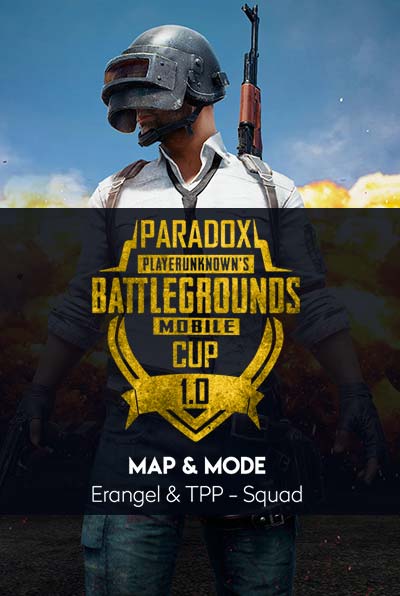 PARADOX
PLAYERUNKNOWN'S
BATTLEGROUNDS
MOBILE
CUP
1.0
MAP & MODE
Erangel & TPP - Squad